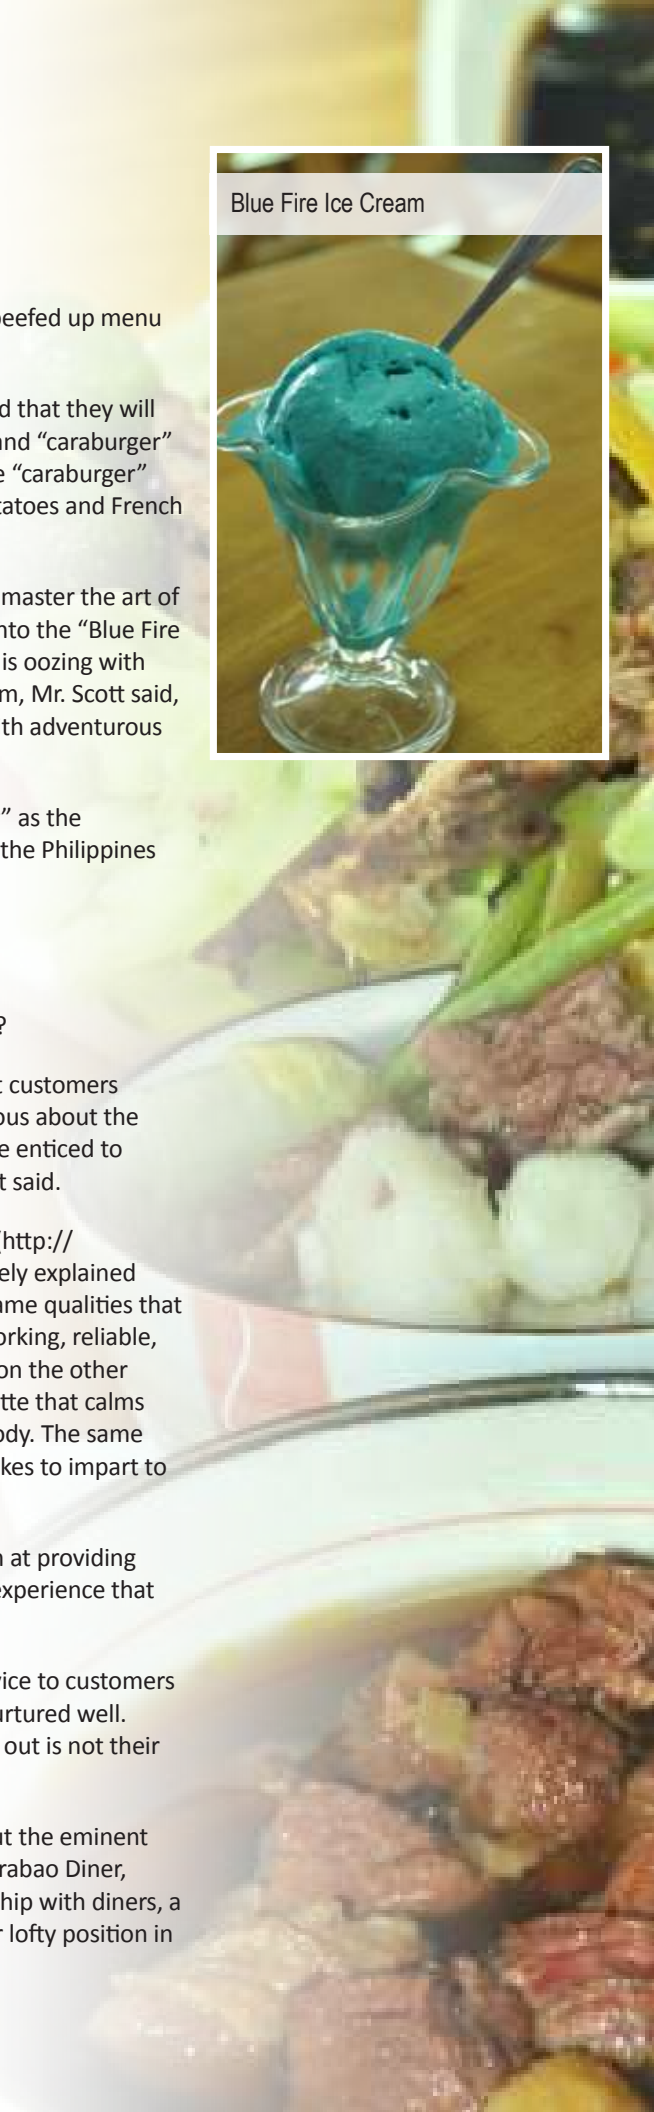 Blue Fire Ice Cream
beefed up menu
d that they will
and “caraburger”
e “caraburger”
tatoes and French
master the art of
nto the “Blue Fire
is oozing with
m, Mr. Scott said,
th adventurous
” as the
the Philippines
?
t customers
ous about the
e enticed to
t said.
(http://
ely explained
ame qualities that
orking, reliable,
on the other
tte that calms
ody. The same
kes to impart to
n at providing
experience that
vice to customers
urtured well.
out is not their
ut the eminent
rabao Diner,
ship with diners, a
r lofty position in